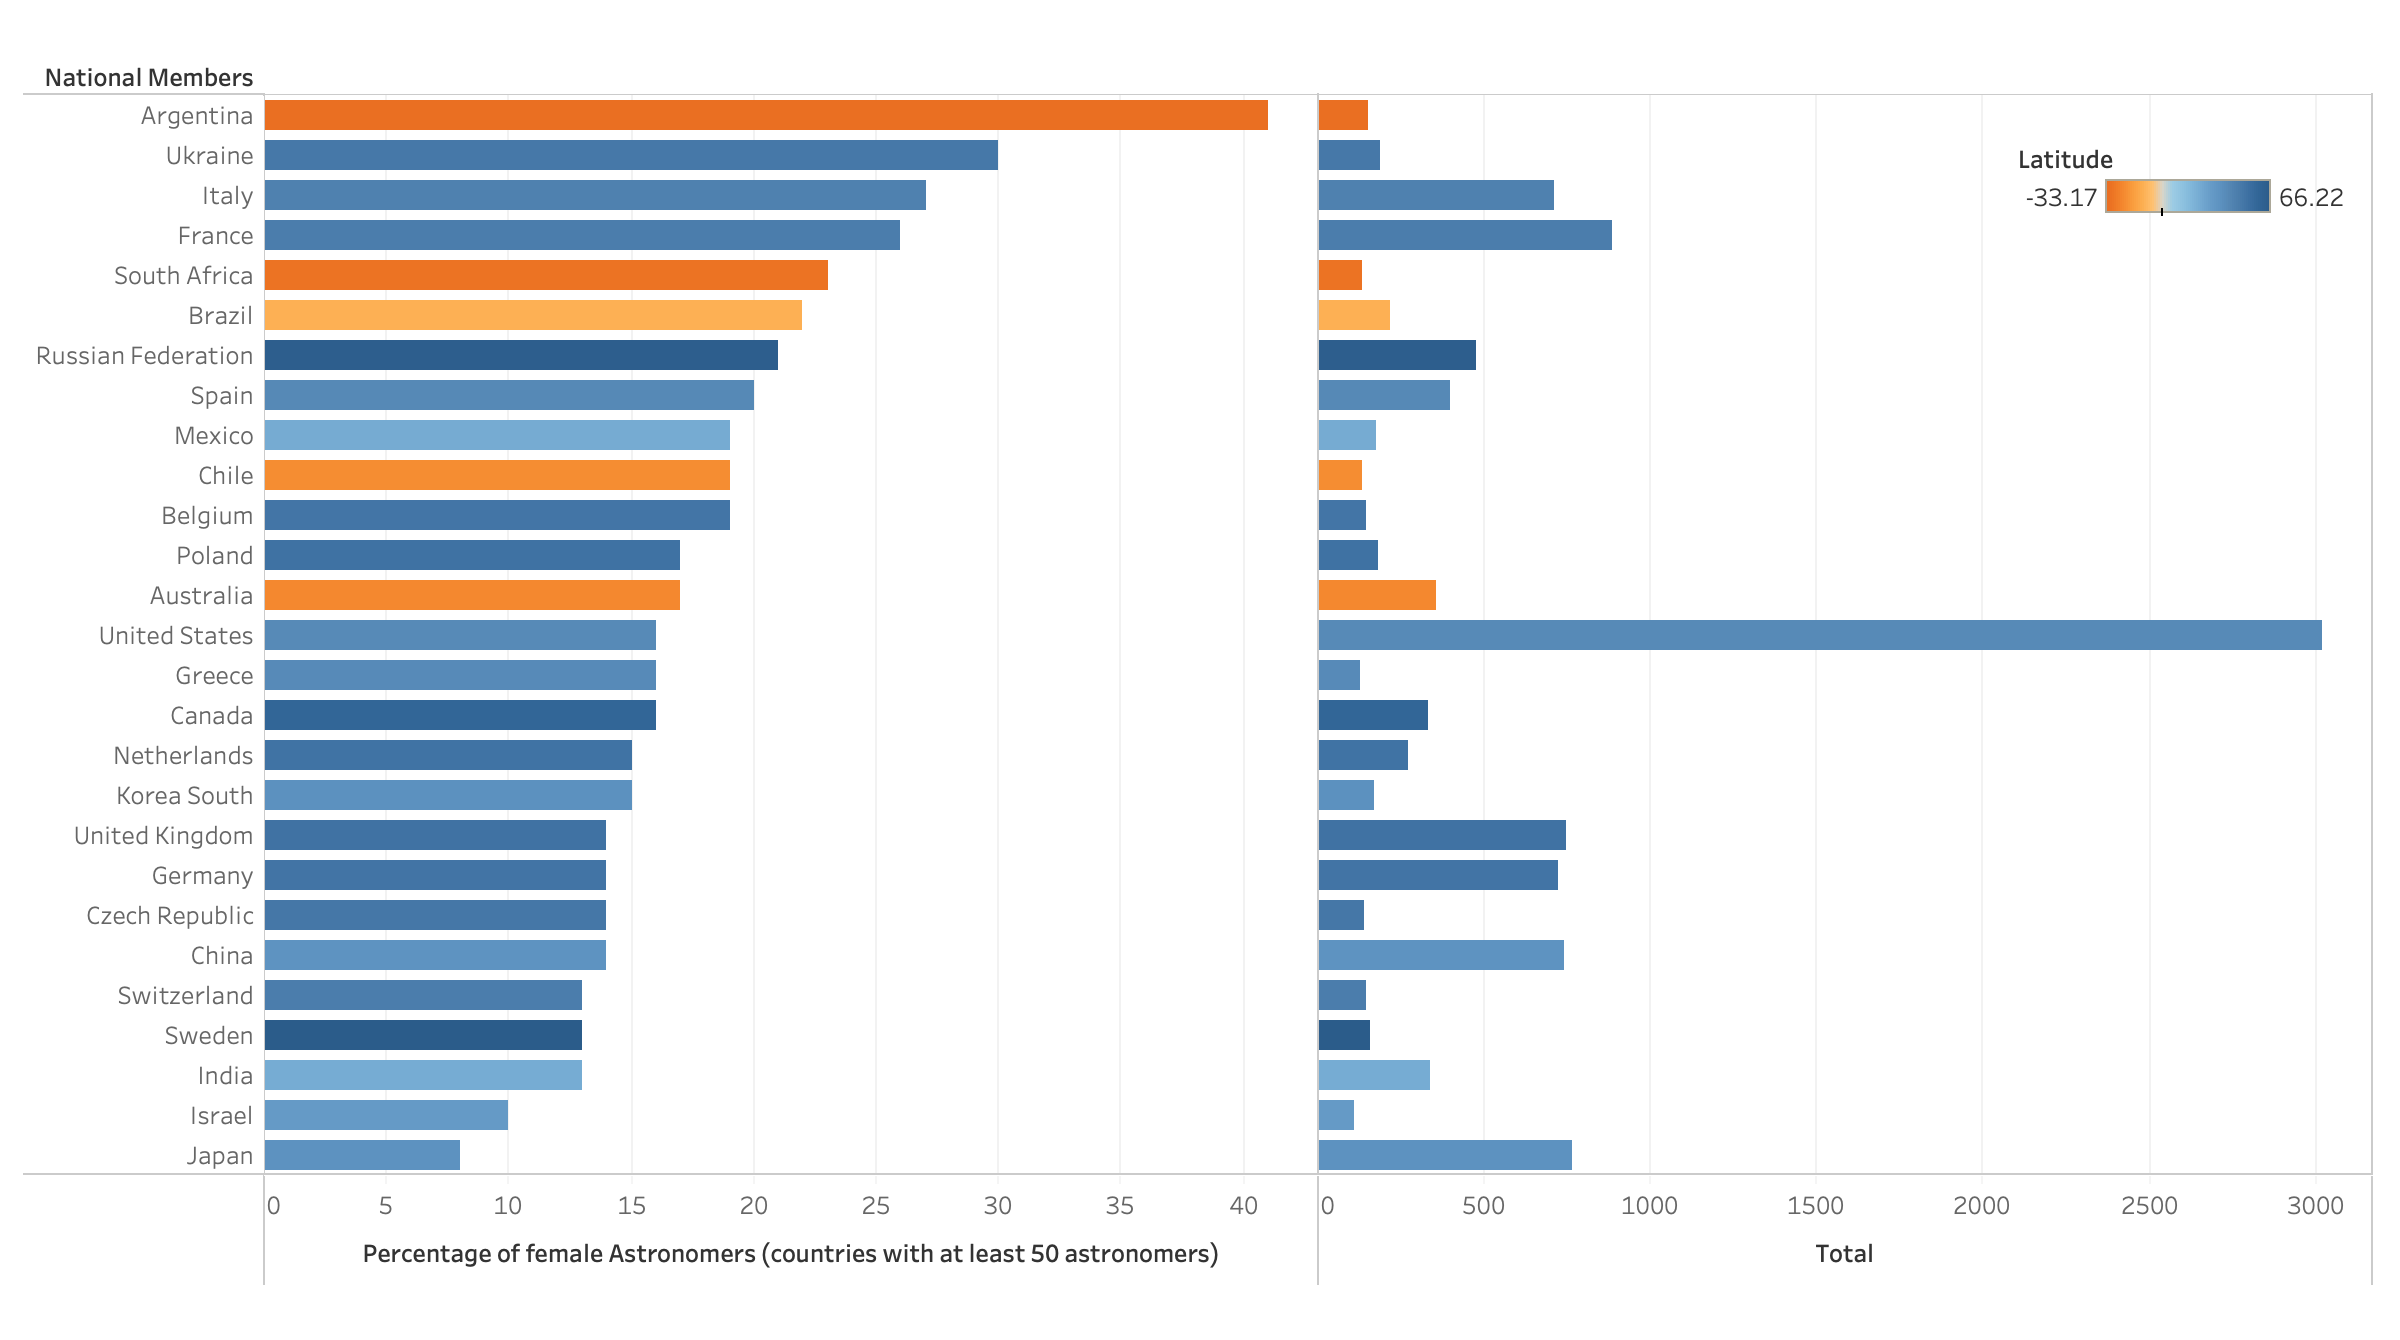 National Members
Argentina
Ukraine
Italy
France
South Africa
Brazil
Russian Federation
Spain
Mexico
Chile
Belgium
Poland
Australia
United States
Greece
Canada
Netherlands
Korea South
United Kingdom
Germany
Czech Republic
China
Switzerland
Sweden
India
Israel
Japan
Latitude
-33.17 66.22
0 5 10 15 20 25 30 35 40 0 500 1000 1500 2000 2500 3000
Percentage of female Astronomers (countries with at least 50 astronomers) Total